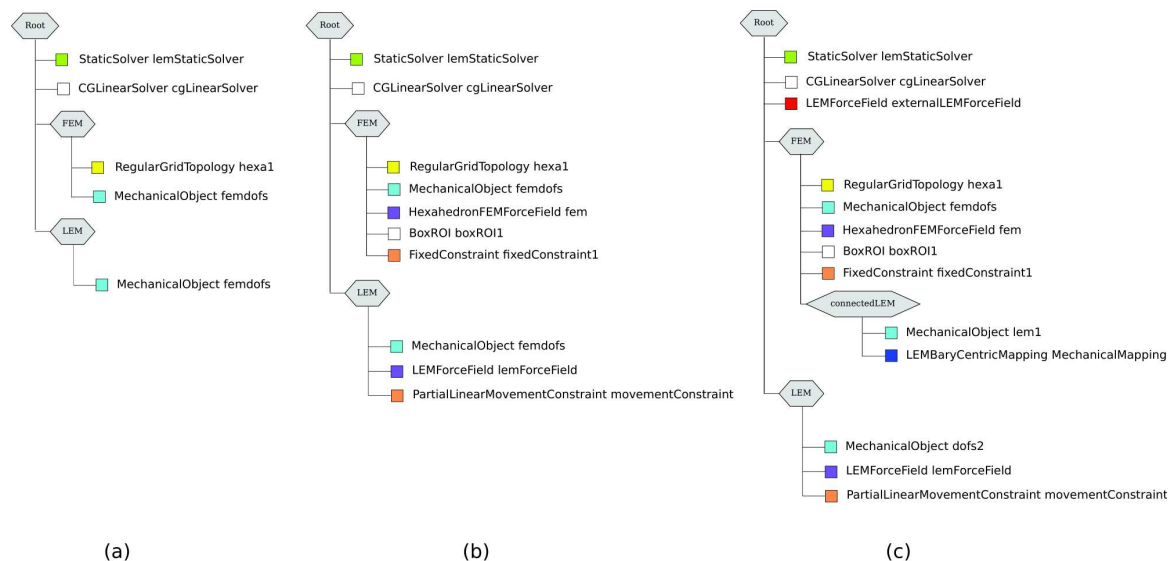 Root
StaticSolver lemStaticSolver
CGLinearSolver cgLinearSolver
FEM
RegularGridTopology hexa1
MechanicalObject femdofs
LEM
MechanicalObject femdofs
(a)
Root
StaticSolver lemStaticSolver
CGLinearSolver cgLinearSolver
FEM
RegularGridTopology hexa1
MechanicalObject femdofs
HexahedronFEMForceField fem
BoxROI boxROI1
FixedConstraint fixedConstraint1
LEM
MechanicalObject femdofs
LEMForceField lemForceField
PartialLinearMovementConstraint movementConstraint
(b)
Root
StaticSolver lemStaticSolver
CGLinearSolver cgLinearSolver
LEMForceField externalLEMForceField
FEM
RegularGridTopology hexa1
MechanicalObject femdofs
HexahedronFEMForceField fem
BoxROI boxROI1
FixedConstraint fixedConstraint1
connectedLEM
MechanicalObject lem1
LEMBaryCentricMapping MechanicalMapping
LEM
MechanicalObject dofs2
LEMForceField lemForceField
PartialLinearMovementConstraint movementConstraint
(c)